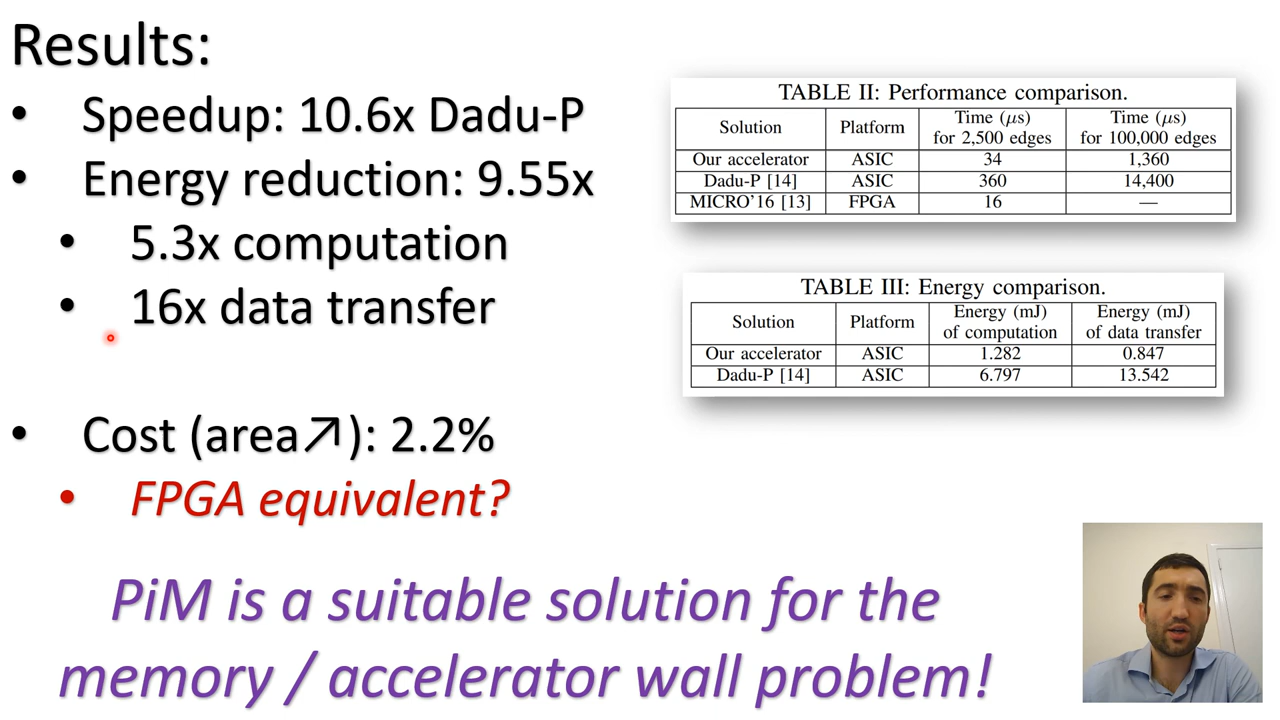 Results:
• Speedup: 10.6x Dadu-P
• Energy reduction: 9.55x
• 5.3x computation
• 16x data transfer
• Cost (area↗): 2.2%
• FPGA equivalent?
TABLE II: Performance comparison.
Solution Platform Time (μs) for 2,500 edges Time (μs) for 100,000 edges
Our accelerator ASIC 34 1,360
Dadu-P [14] ASIC 360 14,400
MICRO'16 [13] FPGA 16 —
TABLE III: Energy comparison.
Solution Platform Energy (mJ) of computation Energy (mJ) of data transfer
Our accelerator ASIC 1.282 0.847
Dadu-P [14] ASIC 6.797 13.542
PiM is a suitable solution for the
memory / accelerator wall problem!